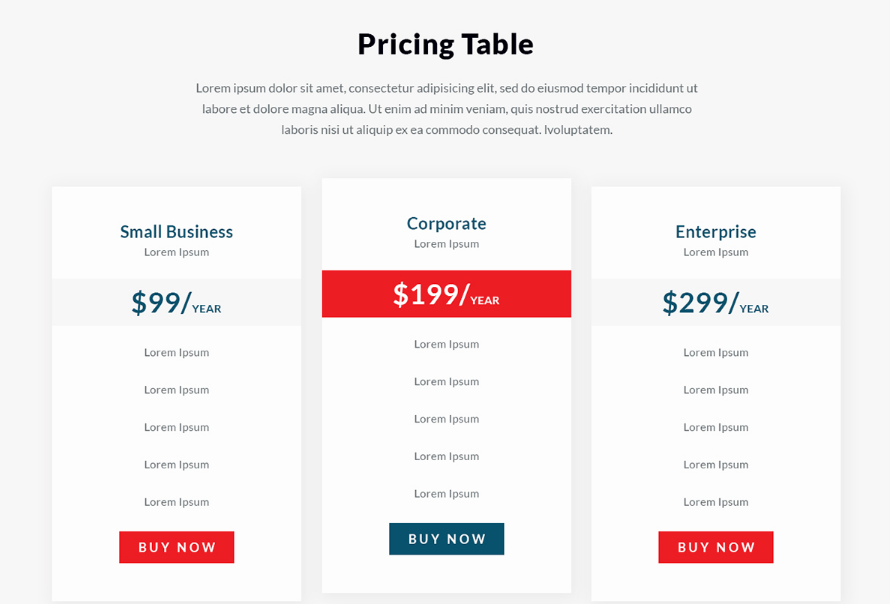 Pricing Table
Lorem ipsum dolor sit amet, consectetur adipisicing elit, sed do eiusmod tempor incididunt ut
labore et dolore magna aliqua. Ut enim ad minim veniam, quis nostrud exercitation ullamco
laboris nisi ut aliquip ex ea commodo consequat. Ivoluptatem.
Small Business
Lorem Ipsum
$99/YEAR
Lorem Ipsum
Lorem Ipsum
Lorem Ipsum
Lorem Ipsum
Lorem Ipsum
BUY NOW
Corporate
Lorem Ipsum
$199/YEAR
Lorem Ipsum
Lorem Ipsum
Lorem Ipsum
Lorem Ipsum
Lorem Ipsum
BUY NOW
Enterprise
Lorem Ipsum
$299/YEAR
Lorem Ipsum
Lorem Ipsum
Lorem Ipsum
Lorem Ipsum
Lorem Ipsum
BUY NOW